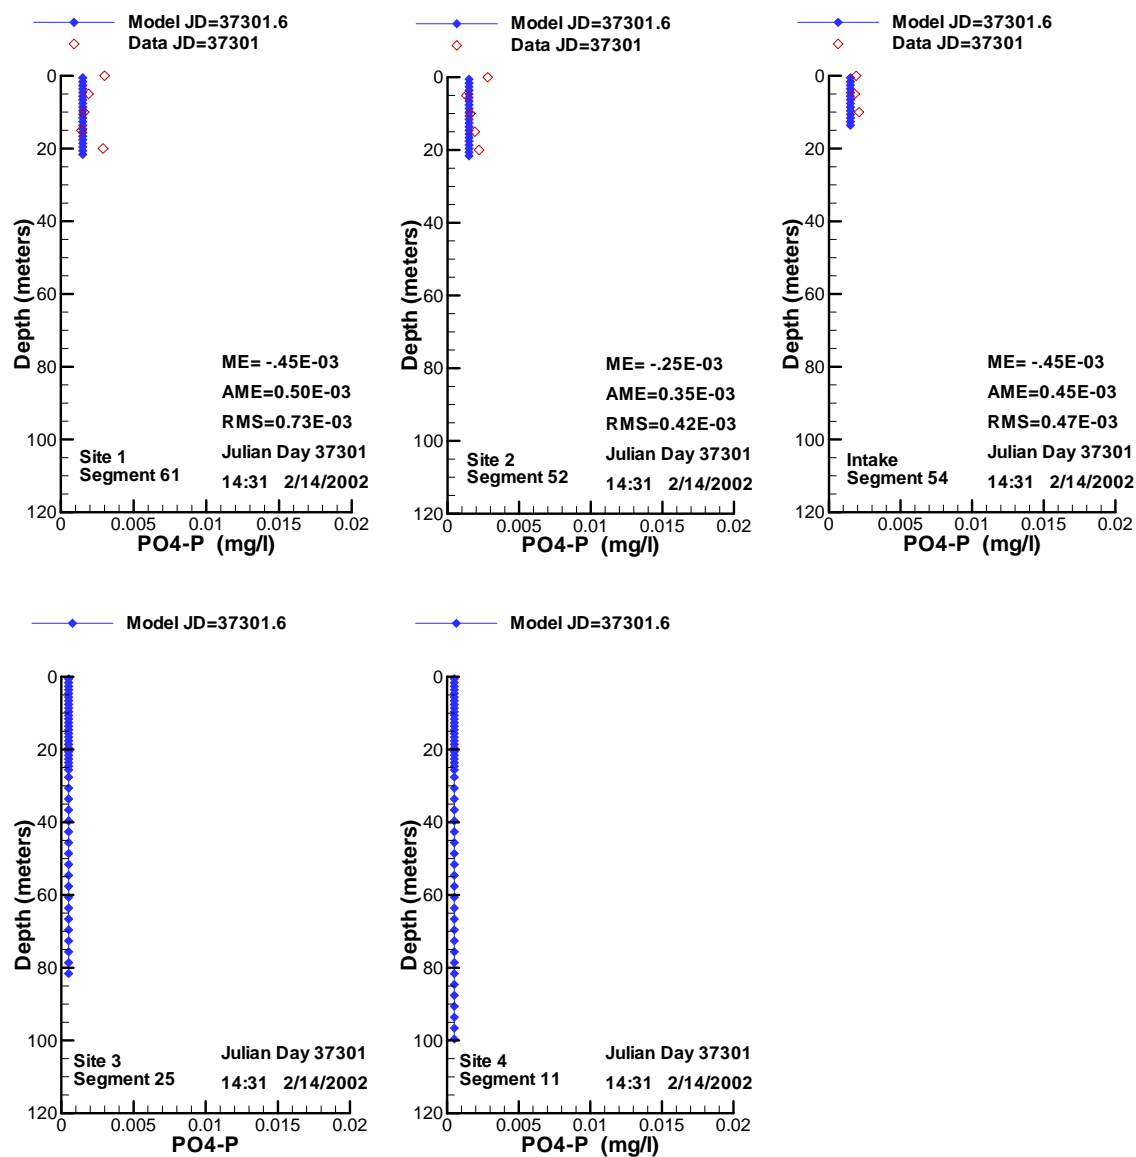 Model JD=37301.6
Data JD=37301
0
20
40
60
80
100
120
Depth (meters)
ME= -.45E-03
AME=0.50E-03
RMS=0.73E-03
Julian Day 37301
14:31 2/14/2002
Site 1
Segment 61
0 0.005 0.01 0.015 0.02
PO4-P (mg/l)
Model JD=37301.6
Data JD=37301
0
20
40
60
80
100
120
Depth (meters)
ME= -.25E-03
AME=0.35E-03
RMS=0.42E-03
Julian Day 37301
14:31 2/14/2002
Site 2
Segment 52
0 0.005 0.01 0.015 0.02
PO4-P (mg/l)
Model JD=37301.6
Data JD=37301
0
20
40
60
80
100
120
Depth (meters)
ME= -.45E-03
AME=0.45E-03
RMS=0.47E-03
Julian Day 37301
14:31 2/14/2002
Intake
Segment 54
0 0.005 0.01 0.015 0.02
PO4-P (mg/l)
Model JD=37301.6
0
20
40
60
80
100
120
Depth (meters)
Julian Day 37301
14:31 2/14/2002
Site 3
Segment 25
0 0.005 0.01 0.015 0.02
PO4-P
Model JD=37301.6
0
20
40
60
80
100
120
Depth (meters)
Julian Day 37301
14:31 2/14/2002
Site 4
Segment 11
0 0.005 0.01 0.015 0.02
PO4-P (mg/l)